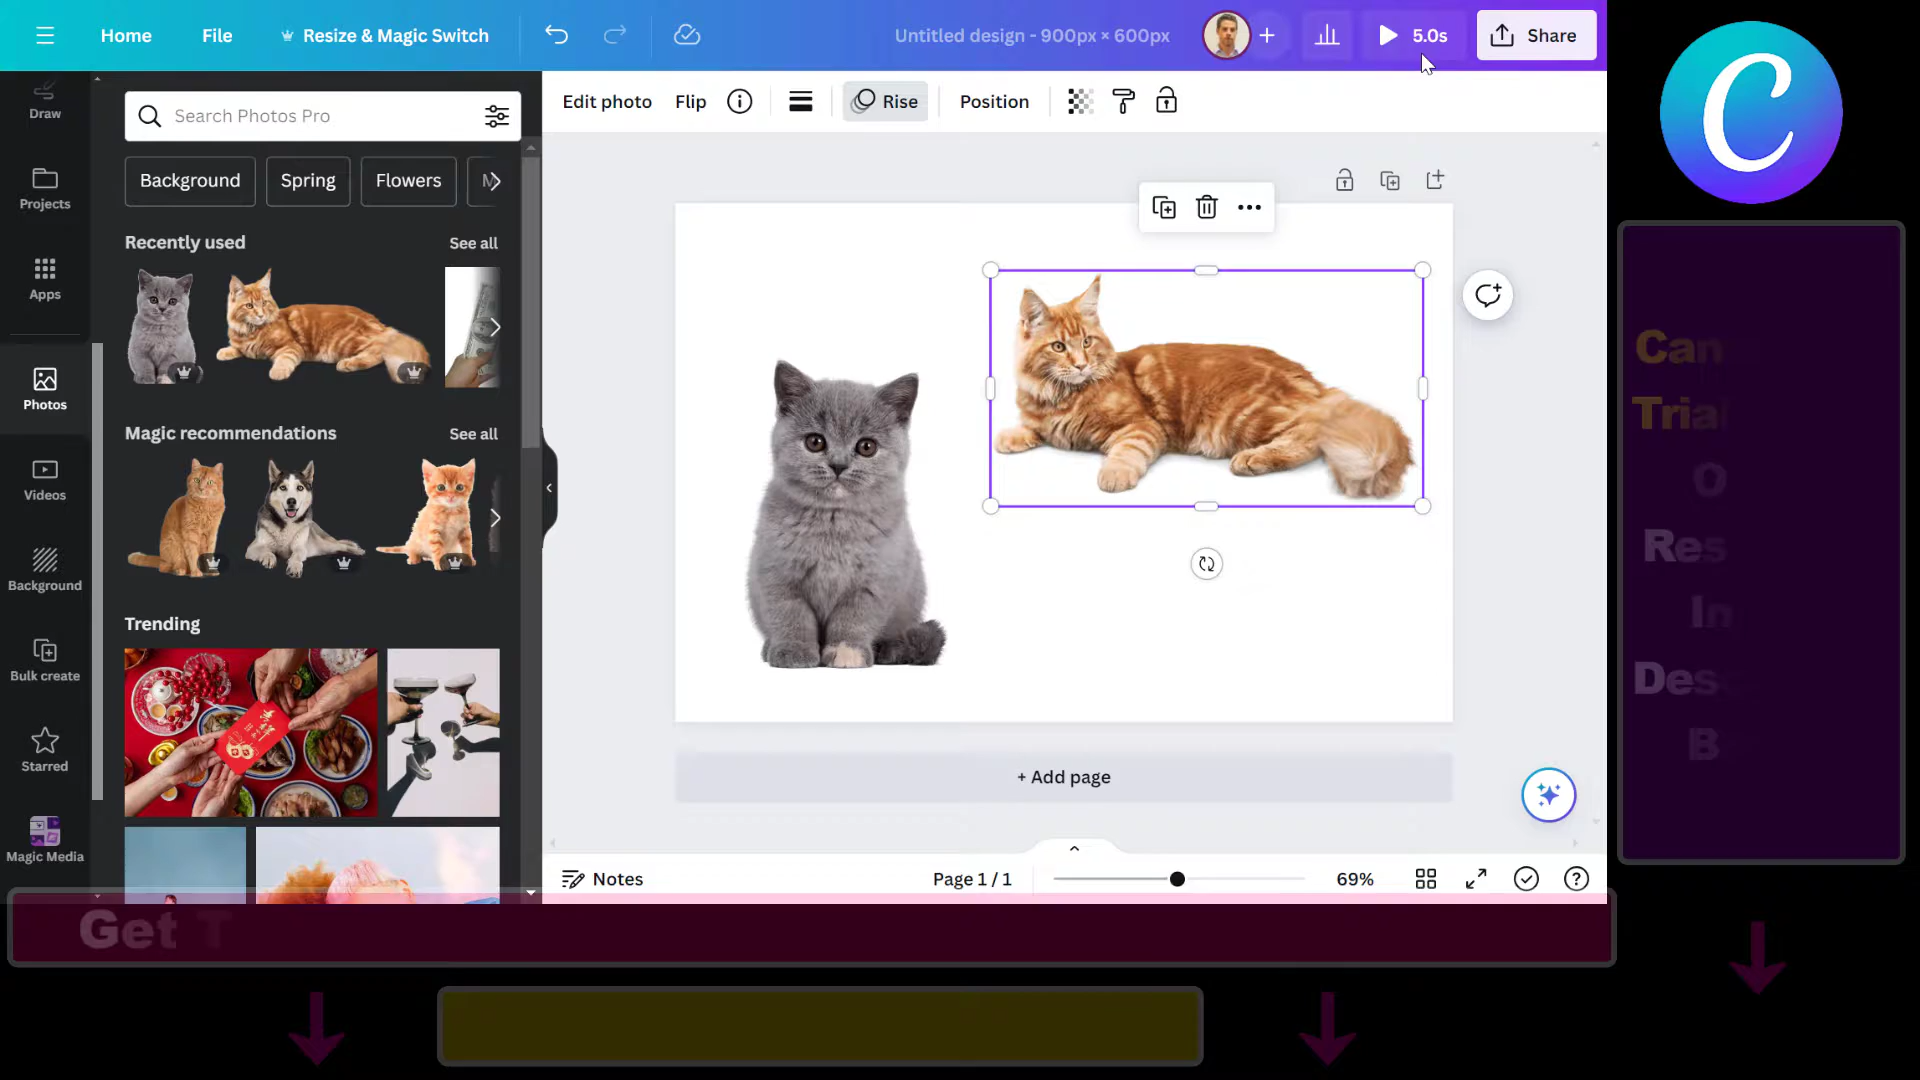 Home File Resize & Magic Switch Untitled design - 900px × 600px + 5.0s Share
Draw
Projects
Apps
Photos
Videos
Background
Bulk create
Starred
Magic Media
Search Photos Pro
Background Spring Flowers
Recently used See all
Magic recommendations See all
Trending
Edit photo Flip Rise Position
+ Add page
Notes Page 1 / 1 69%
C
Get T